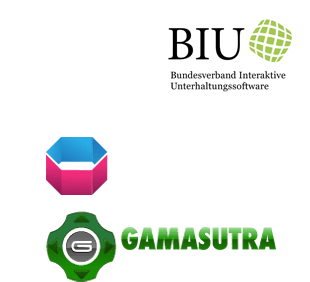 BIU
Bundesverband Interaktive
Unterhaltungssoftware
G GAMASUTRA